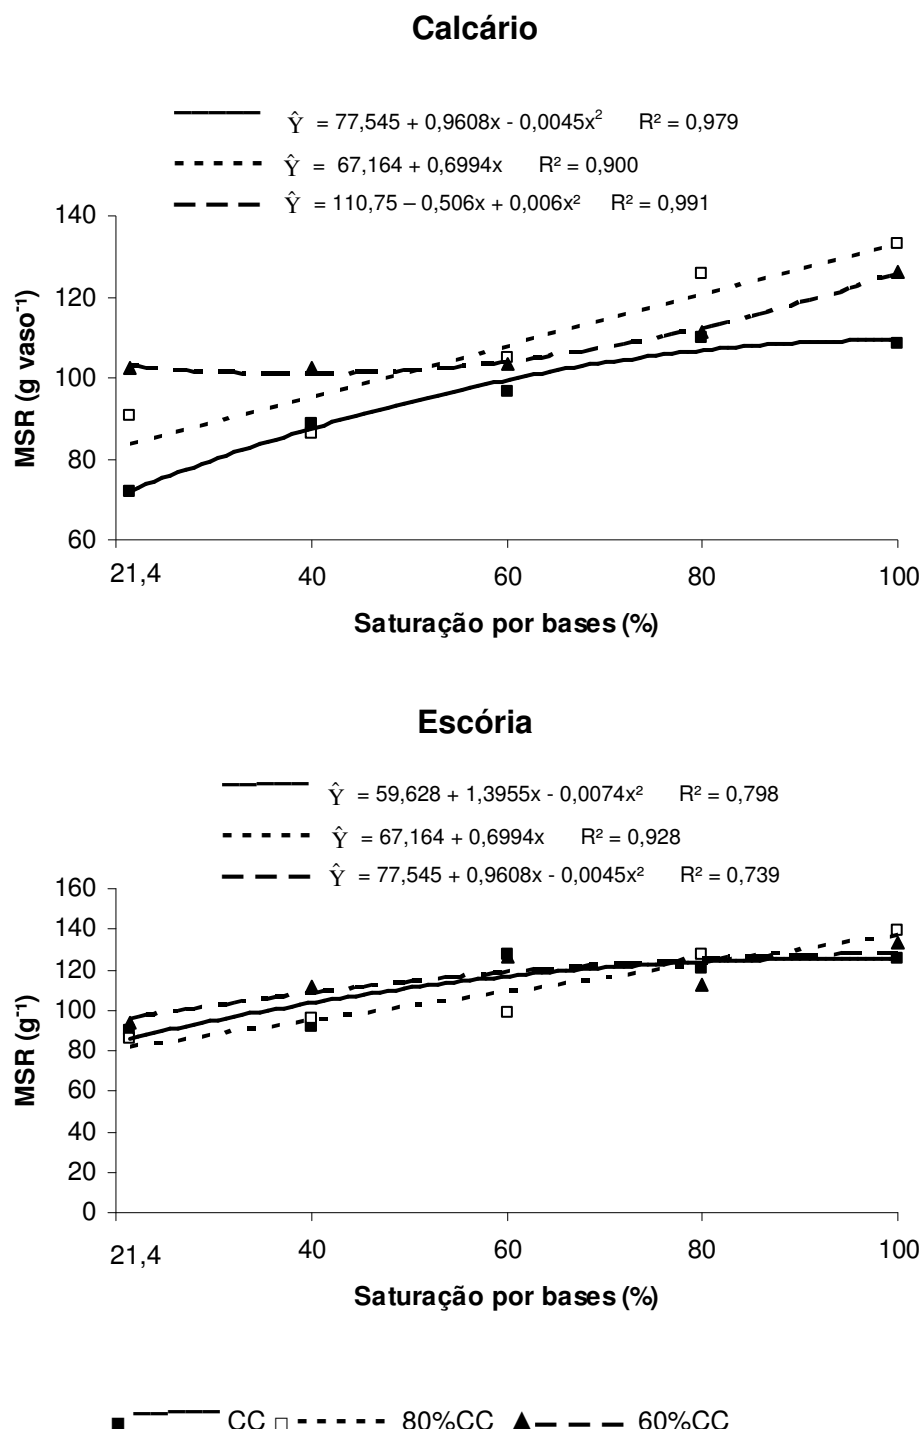 Calcário
Ŷ = 77,545 + 0,9608x - 0,0045x² R² = 0,979
Ŷ = 67,164 + 0,6994x R² = 0,900
Ŷ = 110,75 – 0,506x + 0,006x² R² = 0,991
140
120
100
80
60
MSR (g vaso⁻¹)
21,4 40 60 80 100
Saturação por bases (%)
Escória
Ŷ = 59,628 + 1,3955x - 0,0074x² R² = 0,798
Ŷ = 67,164 + 0,6994x R² = 0,928
Ŷ = 77,545 + 0,9608x - 0,0045x² R² = 0,739
160
140
120
100
80
60
40
20
0
MSR (g⁻¹)
21,4 40 60 80 100
Saturação por bases (%)
CC 80%CC 60%CC